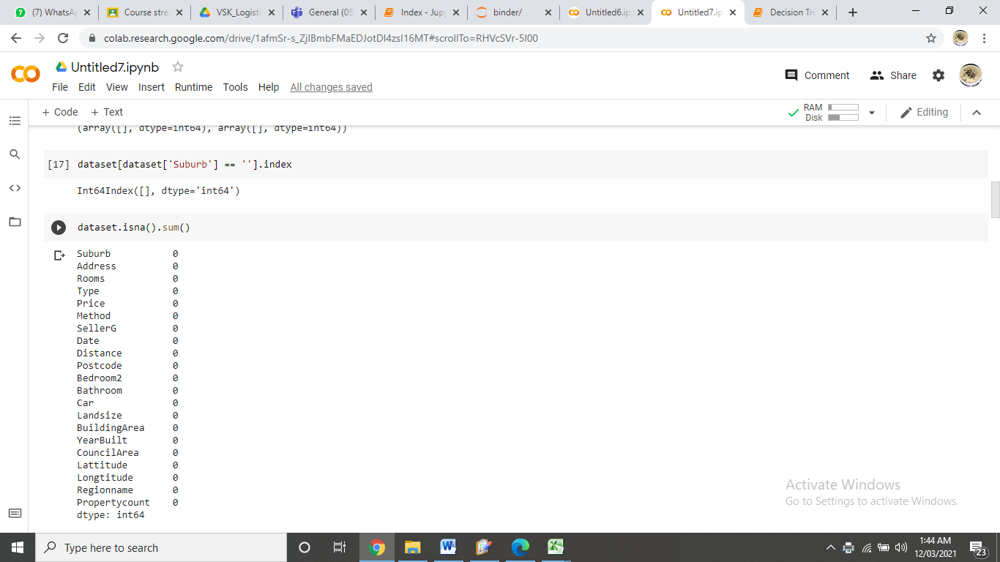 (7) WhatsAp
Course stre
VSK_Logisti
General (05
Index - Jup
binder/
Untitled6.ip
Untitled7.ip
Decision Tre
colab.research.google.com/drive/1afmSr-s_ZjIBmbFMaEDJotDI4zsI16MT#scrollTo=RHVcSVr-5I00
Untitled7.ipynb
Comment Share
File Edit View Insert Runtime Tools Help All changes saved
+ Code + Text
RAM
Disk
Editing
(array([], dtype=int64), array([], dtype=int64))
[17] dataset[dataset['Suburb'] == ''].index
Int64Index([], dtype='int64')
dataset.isna().sum()
Suburb 0
Address 0
Rooms 0
Type 0
Price 0
Method 0
SellerG 0
Date 0
Distance 0
Postcode 0
Bedroom2 0
Bathroom 0
Car 0
Landsize 0
BuildingArea 0
YearBuilt 0
CouncilArea 0
Lattitude 0
Longtitude 0
Regionname 0
Propertycount 0
dtype: int64
Activate Windows
Go to Settings to activate Windows.
Type here to search
1:44 AM
12/03/2021
23